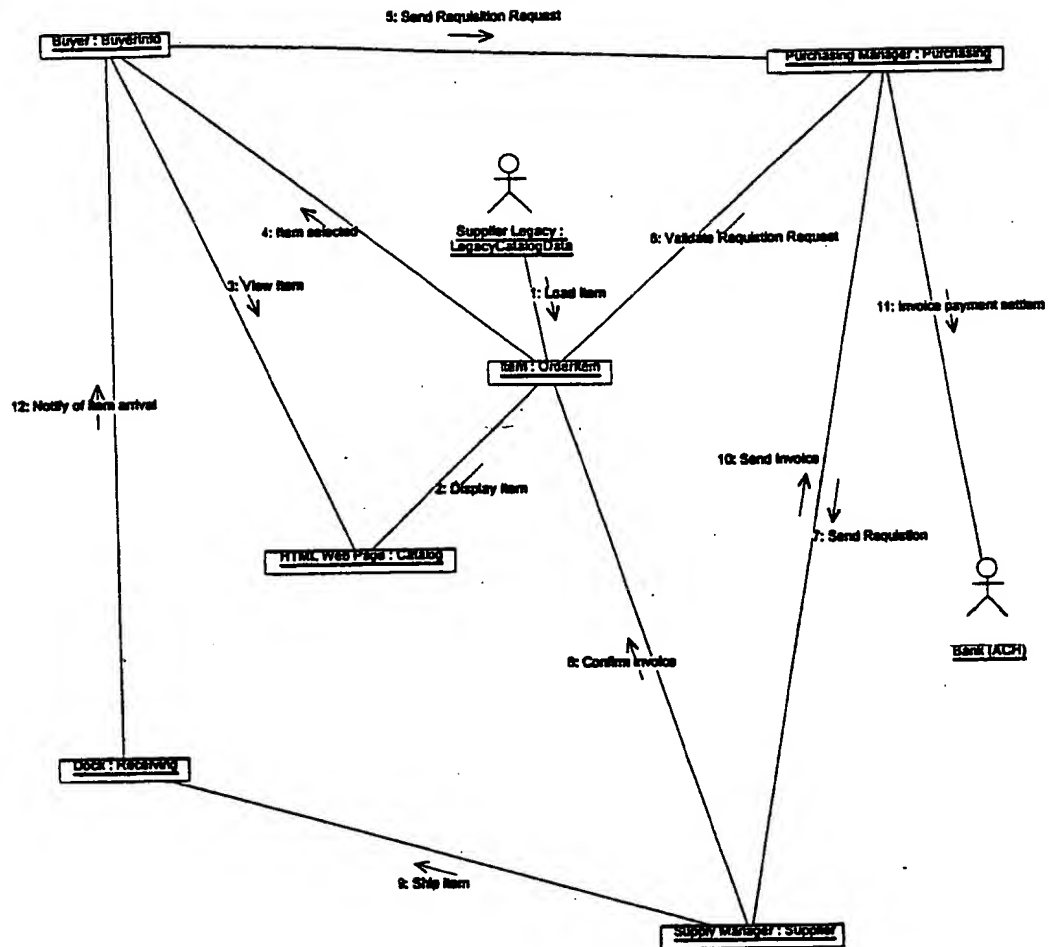 5: Send Requisition Request
Buyer : BuyerInfo
Purchasing Manager : Purchasing
4: Item selected
Supplier Legacy :
LegacyCatalogData
6: Validate Requistion Request
3: View Item
1: Load Item
11: Invoice payment settlem
Item : OrderItem
12: Notify of item arrival
10: Send Invoice
2: Display Item
7: Send Requistion
HTML Web Page : Catalog
Bank (ACH)
8: Confirm Invoice
Dock : Receiving
9: Ship Item
Supply Manager : Supplier